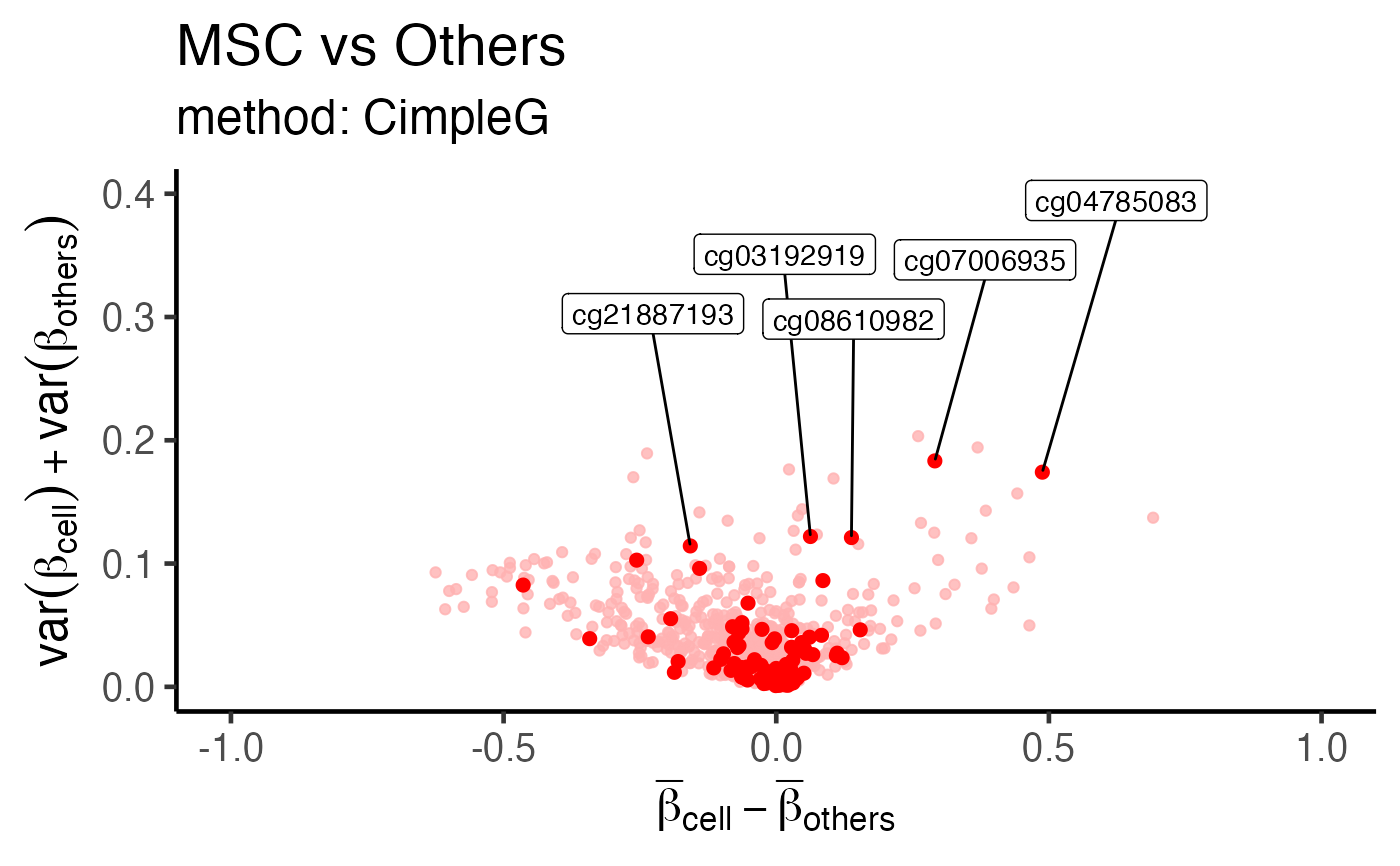 MSC vs Others
method: CimpleG
var(βcell) + var(βothers)
0.4
0.3
0.2
0.1
0.0
cg04785083
cg03192919
cg07006935
cg21887193
cg08610982
-1.0
-0.5
0.0
0.5
1.0
β̅cell − β̅others